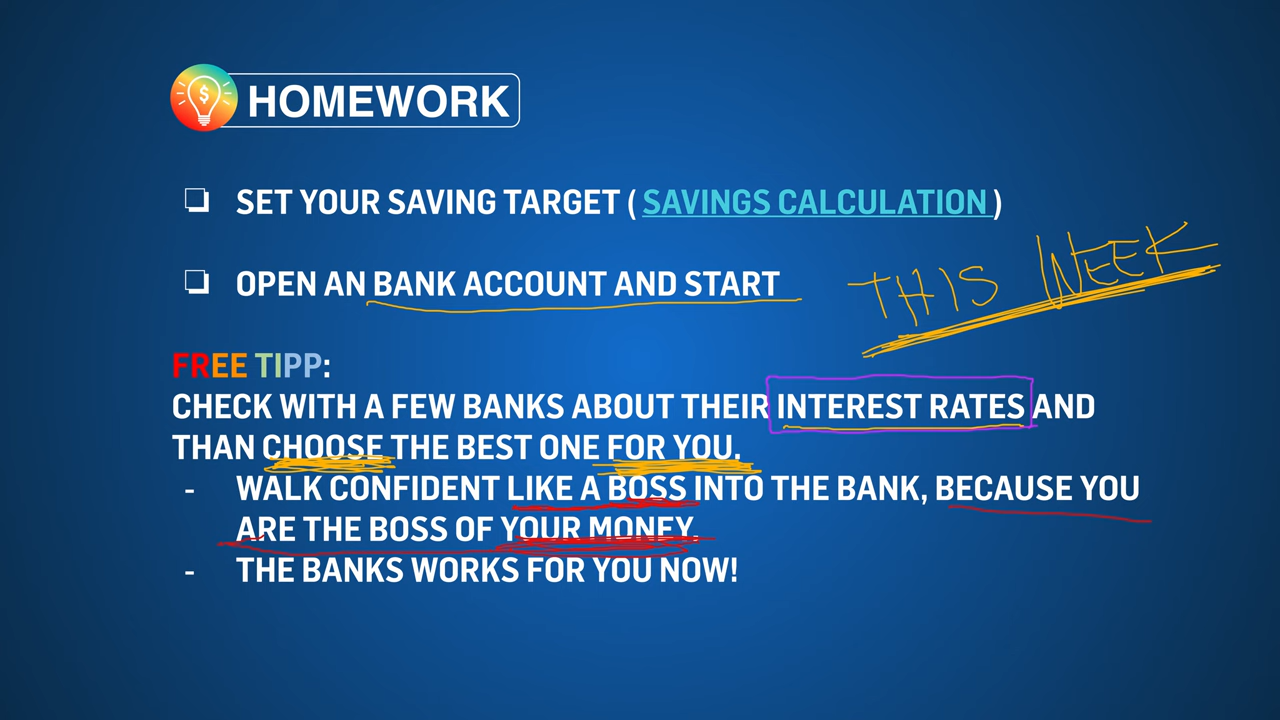 HOMEWORK
SET YOUR SAVING TARGET ( SAVINGS CALCULATION )
OPEN AN BANK ACCOUNT AND START
THIS WEEK
FREE TIPP:
CHECK WITH A FEW BANKS ABOUT THEIR INTEREST RATES AND
THAN CHOOSE THE BEST ONE FOR YOU.
- WALK CONFIDENT LIKE A BOSS INTO THE BANK, BECAUSE YOU
ARE THE BOSS OF YOUR MONEY.
- THE BANKS WORKS FOR YOU NOW!